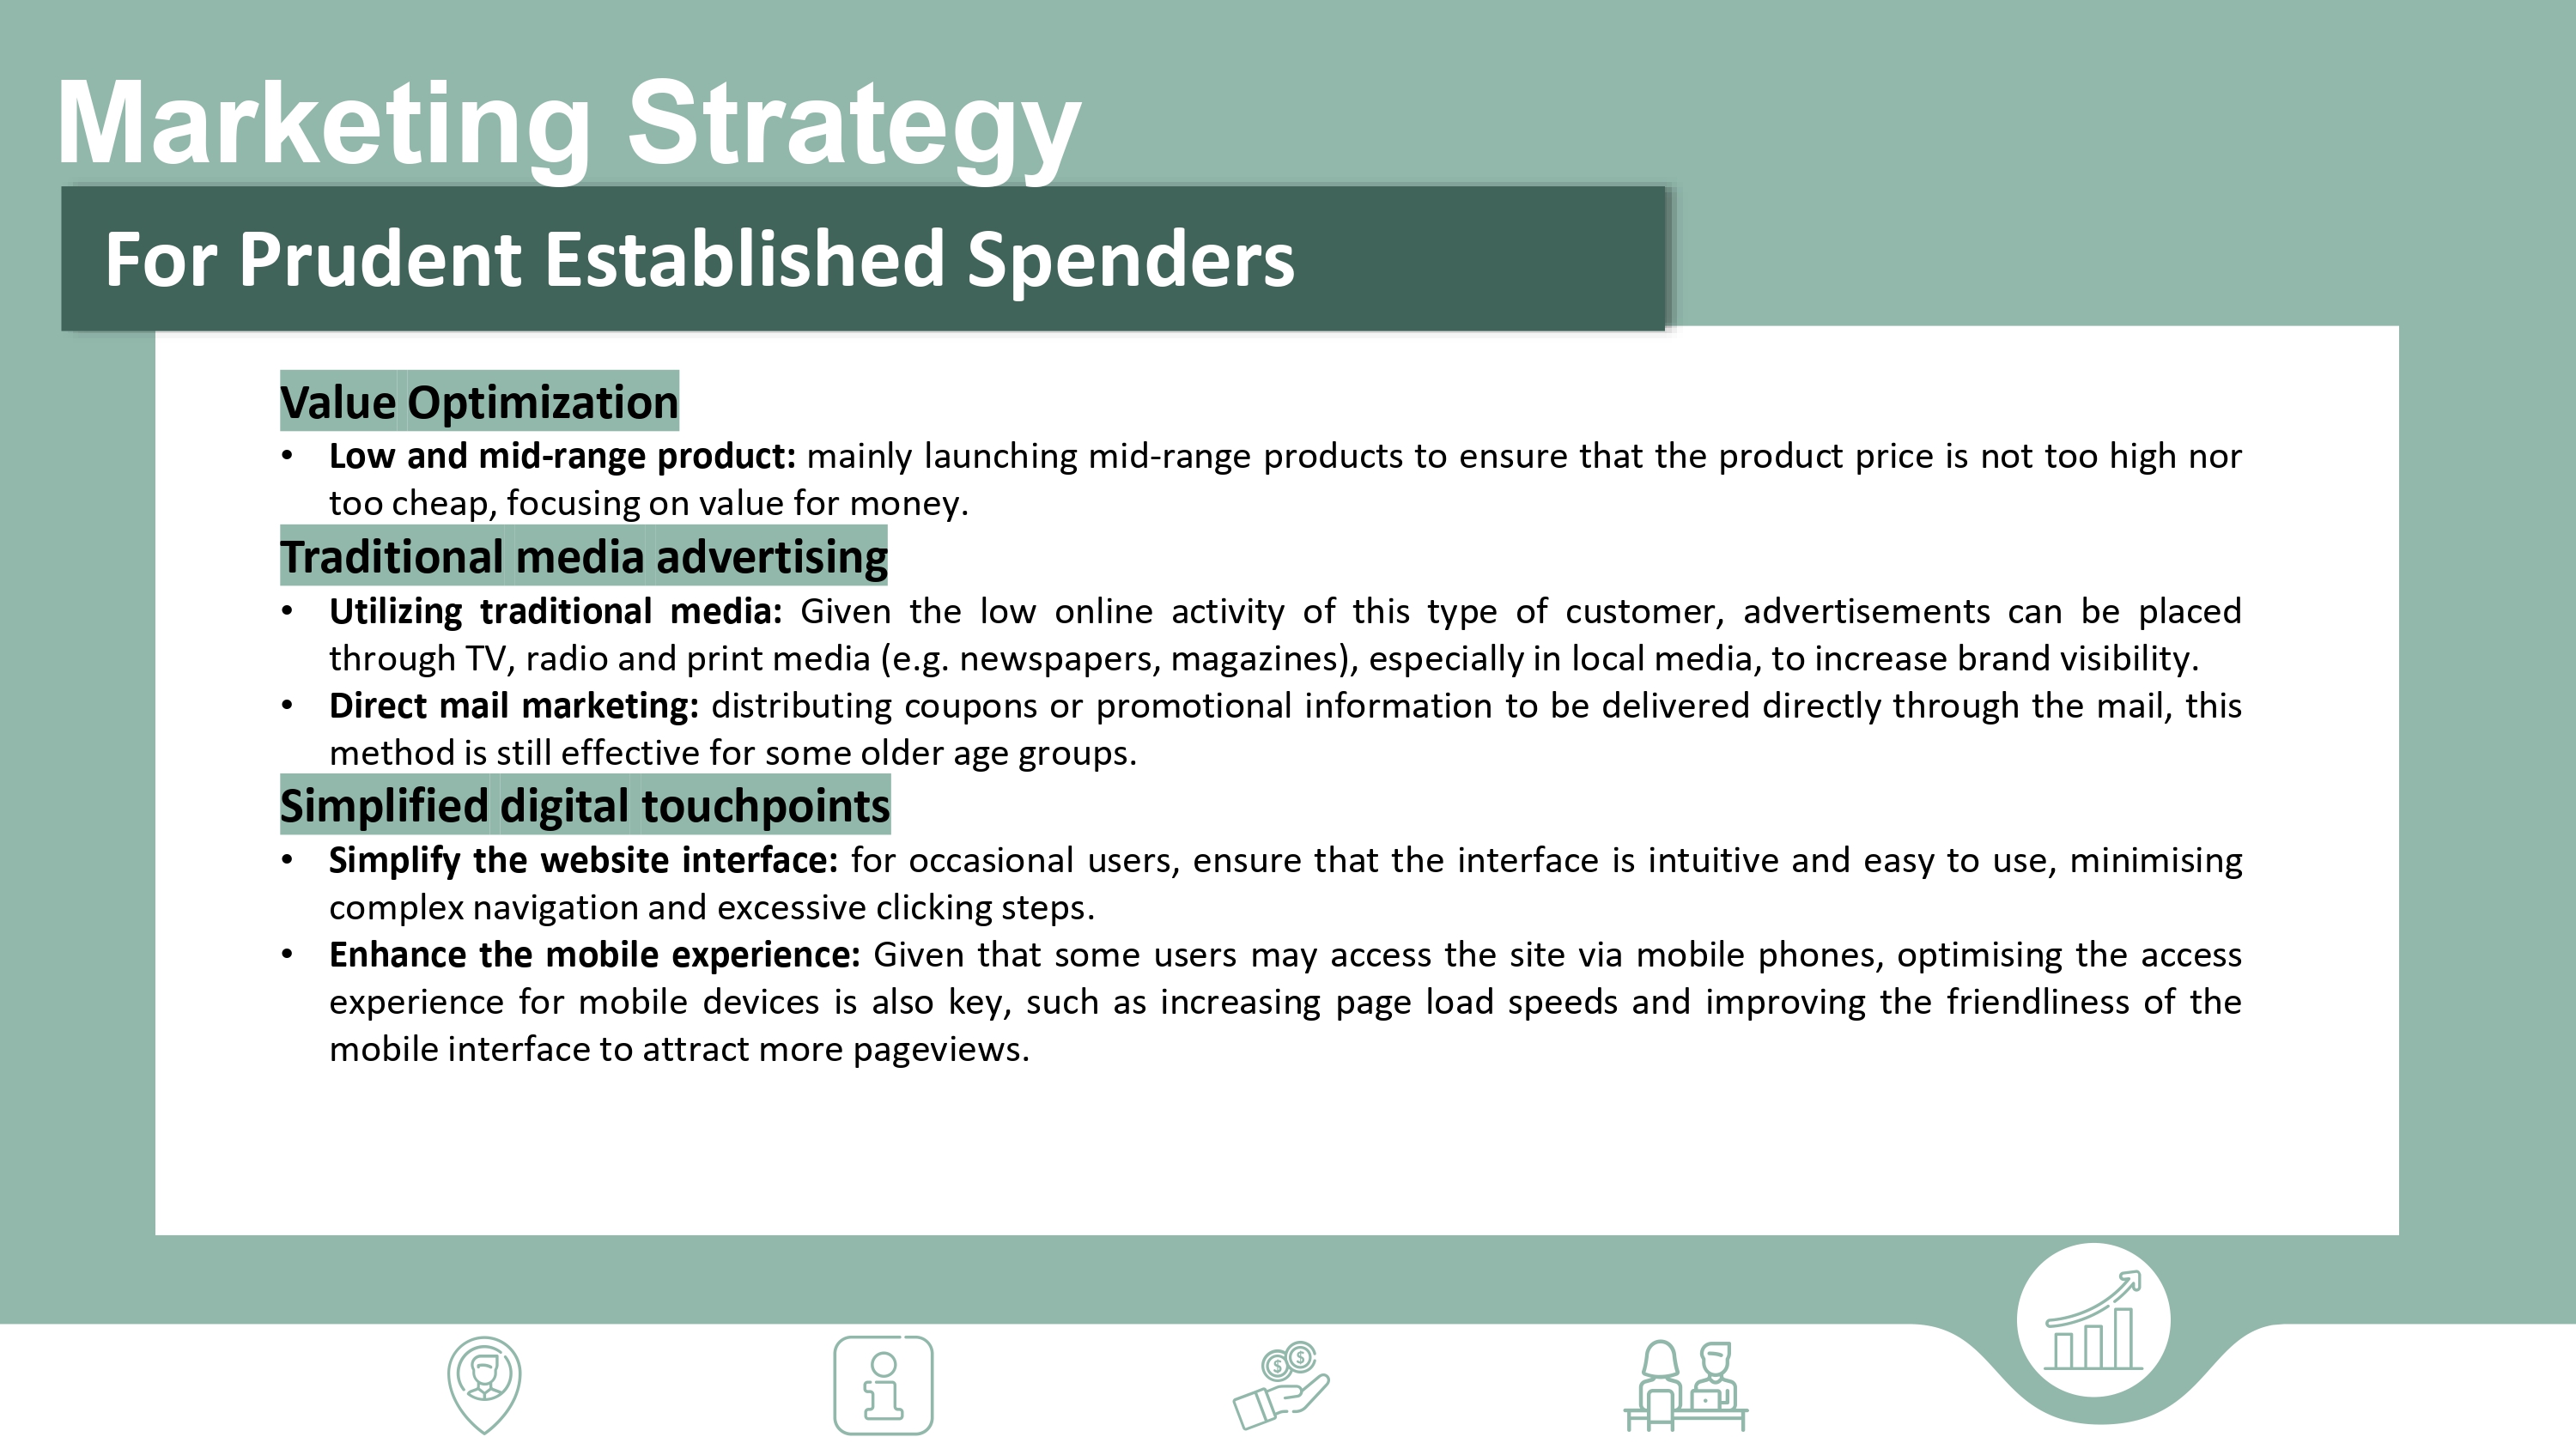 Marketing Strategy
For Prudent Established Spenders
Value Optimization
• Low and mid-range product: mainly launching mid-range products to ensure that the product price is not too high nor
too cheap, focusing on value for money.
Traditional media advertising
• Utilizing traditional media: Given the low online activity of this type of customer, advertisements can be placed
through TV, radio and print media (e.g. newspapers, magazines), especially in local media, to increase brand visibility.
• Direct mail marketing: distributing coupons or promotional information to be delivered directly through the mail, this
method is still effective for some older age groups.
Simplified digital touchpoints
• Simplify the website interface: for occasional users, ensure that the interface is intuitive and easy to use, minimising
complex navigation and excessive clicking steps.
• Enhance the mobile experience: Given that some users may access the site via mobile phones, optimising the access
experience for mobile devices is also key, such as increasing page load speeds and improving the friendliness of the
mobile interface to attract more pageviews.
$ $